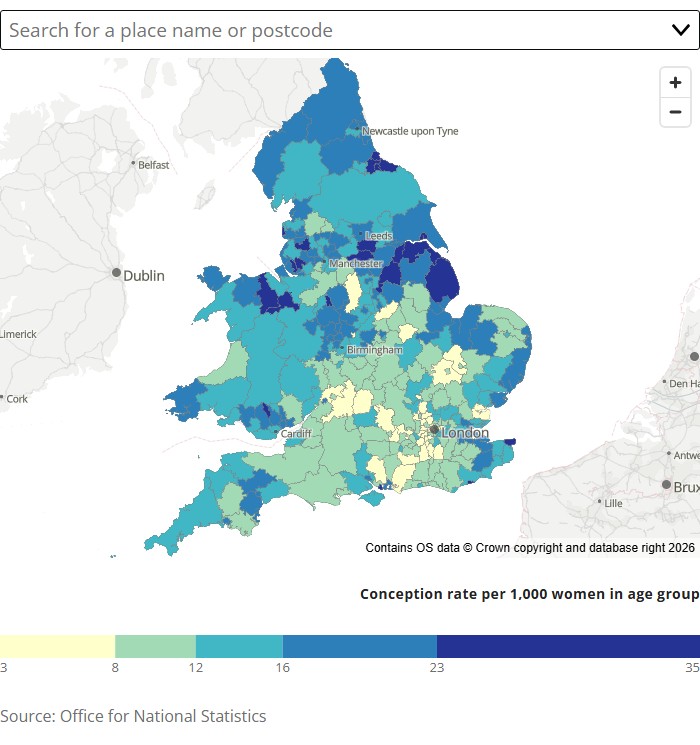 Search for a place name or postcode
+
−
Newcastle upon Tyne
Belfast
Leeds
Manchester
Dublin
Limerick
Birmingham
Den Ha
Cork
Cardiff
London
Antwe
Brux
Lille
Contains OS data © Crown copyright and database right 2026
Conception rate per 1,000 women in age group
3 8 12 16 23 35
Source: Office for National Statistics